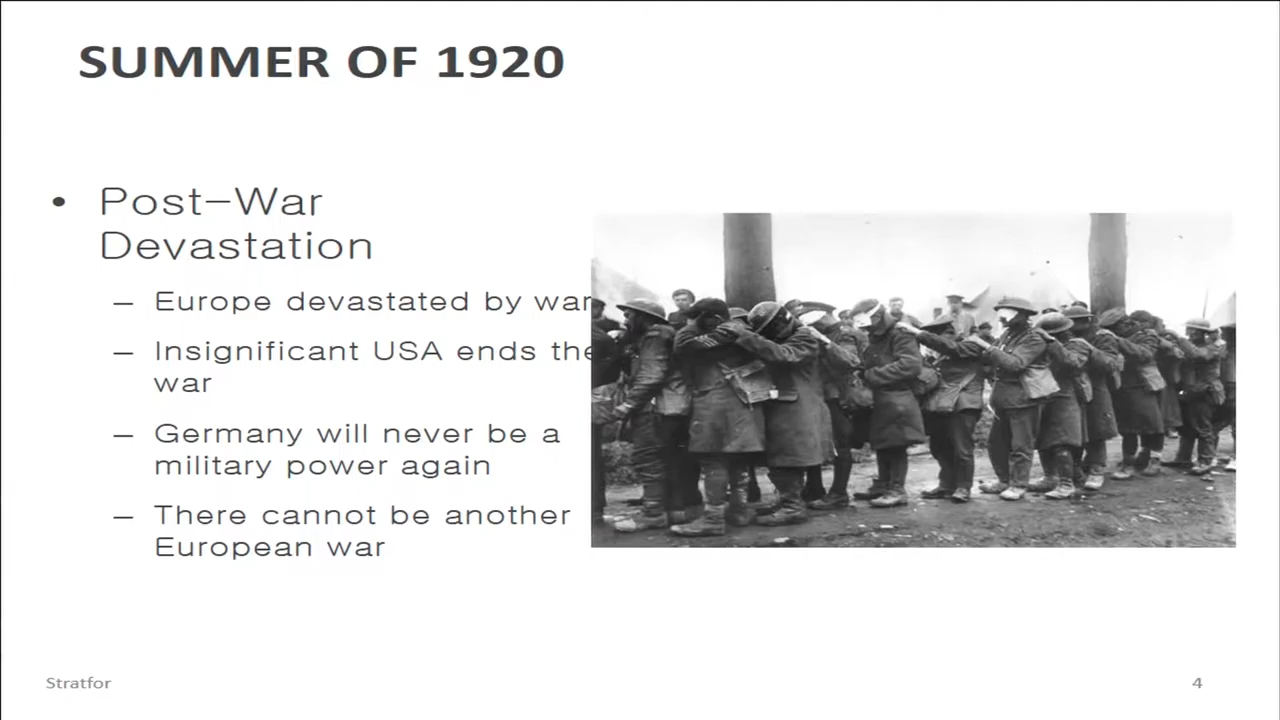 SUMMER OF 1920
• Post-War
Devastation
– Europe devastated by war
– Insignificant USA ends the
war
– Germany will never be a
military power again
– There cannot be another
European war
Stratfor
4